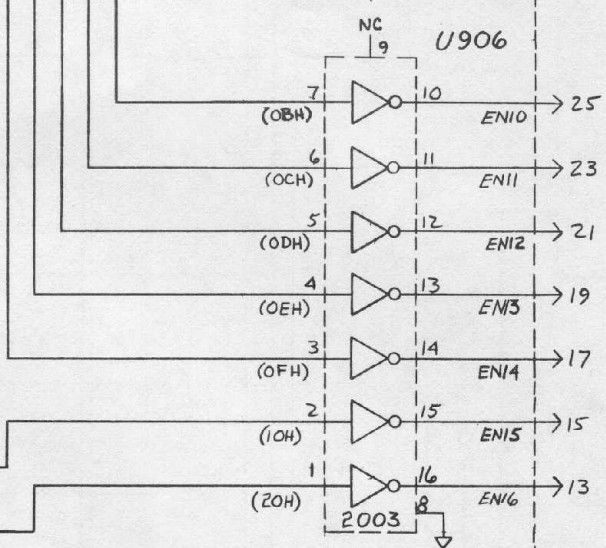 NC
9
U906
7 10
(0BH) EN10 25
6 11
(0CH) EN11 23
5 12
(0DH) EN12 21
4 13
(0EH) EN13 19
3 14
(0FH) EN14 17
2 15
(10H) EN15 15
1 16
(20H) EN16 13
2003 8